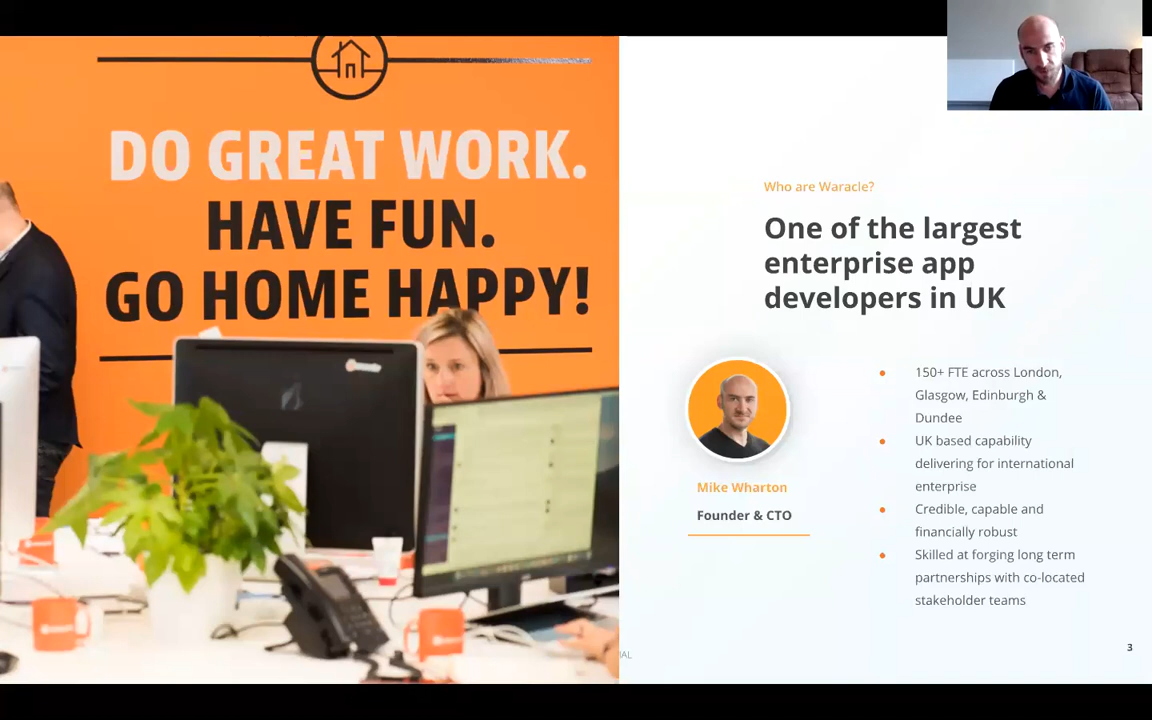 DO GREAT WORK.
HAVE FUN.
GO HOME HAPPY!
Who are Waracle?
One of the largest
enterprise app
developers in UK
Mike Wharton
Founder & CTO
150+ FTE across London,
Glasgow, Edinburgh &
Dundee
UK based capability
delivering for international
enterprise
Credible, capable and
financially robust
Skilled at forging long term
partnerships with co-located
stakeholder teams
3